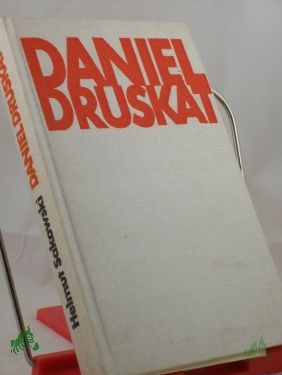 DANIEL
DRUSKAT
Helmut Sakowski DANIEL DRUSKAT